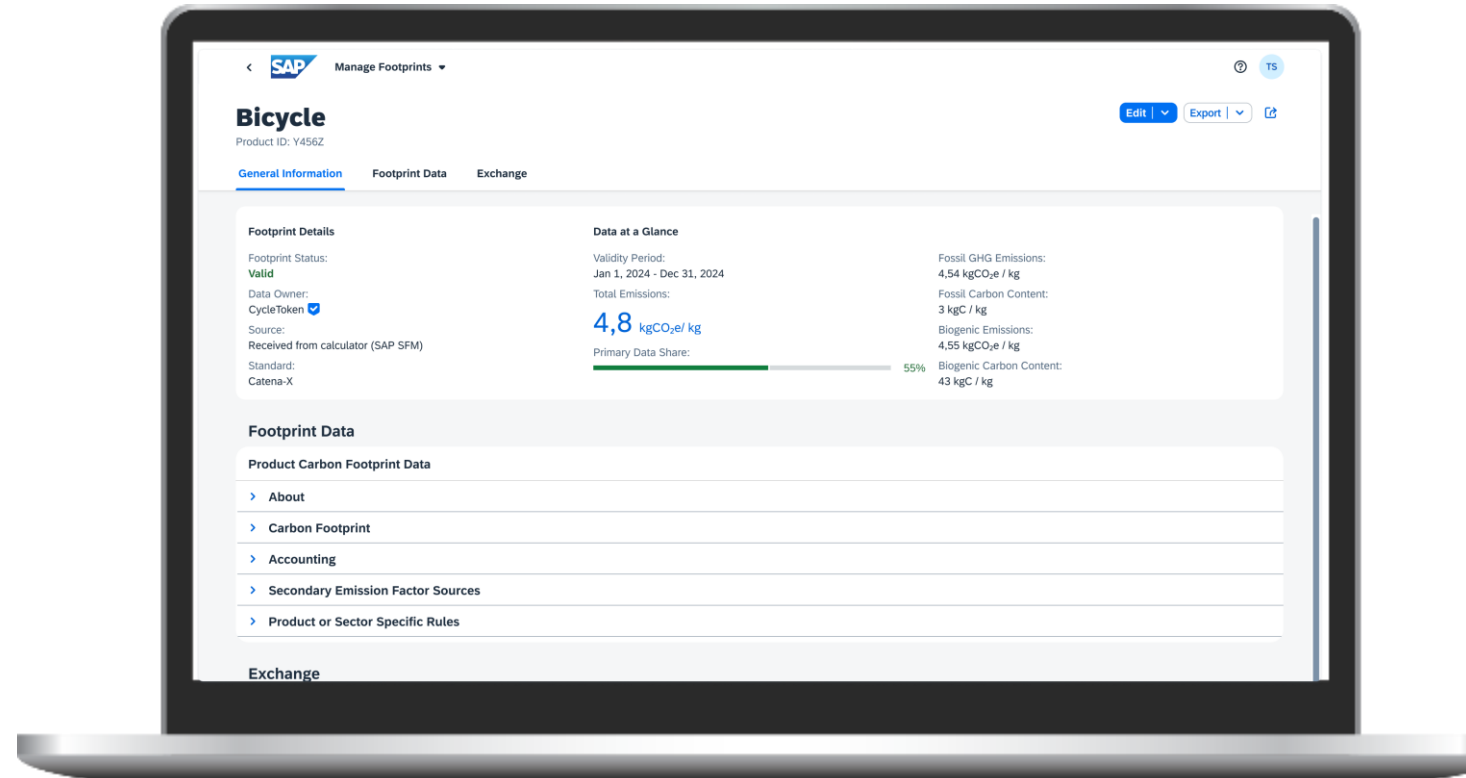 SAP Manage Footprints
TS
Bicycle
Product ID: Y456Z
Edit
Export
General Information Footprint Data Exchange
Footprint Details
Footprint Status:
Valid
Data Owner:
CycleToken
Source:
Received from calculator (SAP SFM)
Standard:
Catena-X
Data at a Glance
Validity Period:
Jan 1, 2024 - Dec 31, 2024
Total Emissions:
4,8 kgCO₂e/ kg
Primary Data Share:
55%
Fossil GHG Emissions:
4,54 kgCO₂e / kg
Fossil Carbon Content:
3 kgC / kg
Biogenic Emissions:
4,55 kgCO₂e / kg
Biogenic Carbon Content:
43 kgC / kg
Footprint Data
Product Carbon Footprint Data
About
Carbon Footprint
Accounting
Secondary Emission Factor Sources
Product or Sector Specific Rules
Exchange